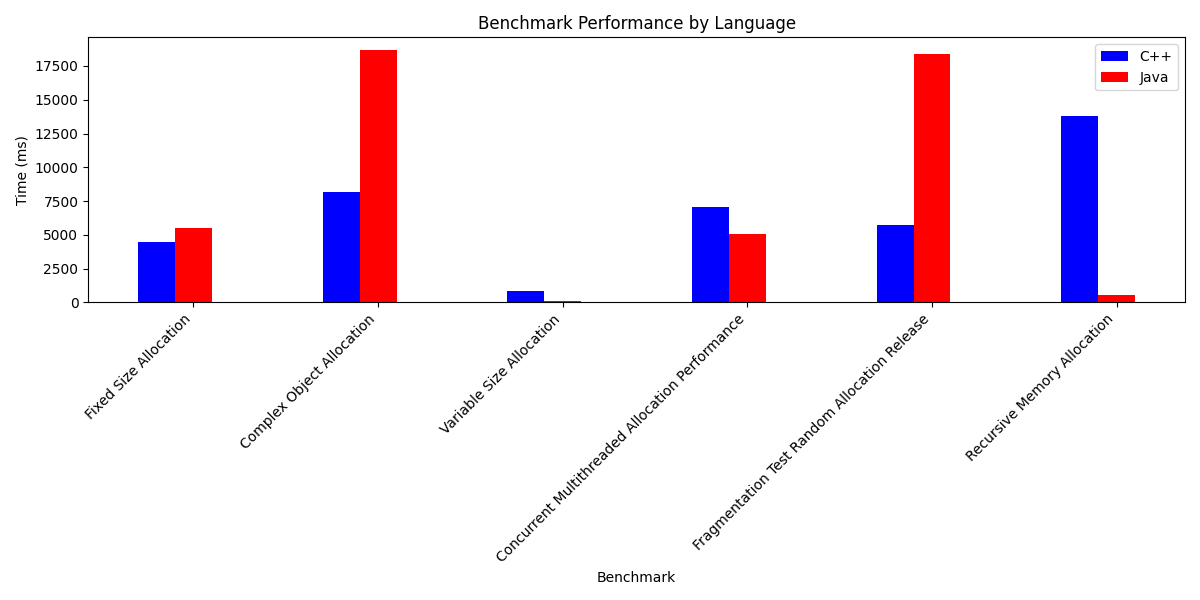 Benchmark Performance by Language
C++
Java
Time (ms)
17500
15000
12500
10000
7500
5000
2500
0
Fixed Size Allocation
Complex Object Allocation
Variable Size Allocation
Concurrent Multithreaded Allocation Performance
Fragmentation Test Random Allocation Release
Recursive Memory Allocation
Benchmark